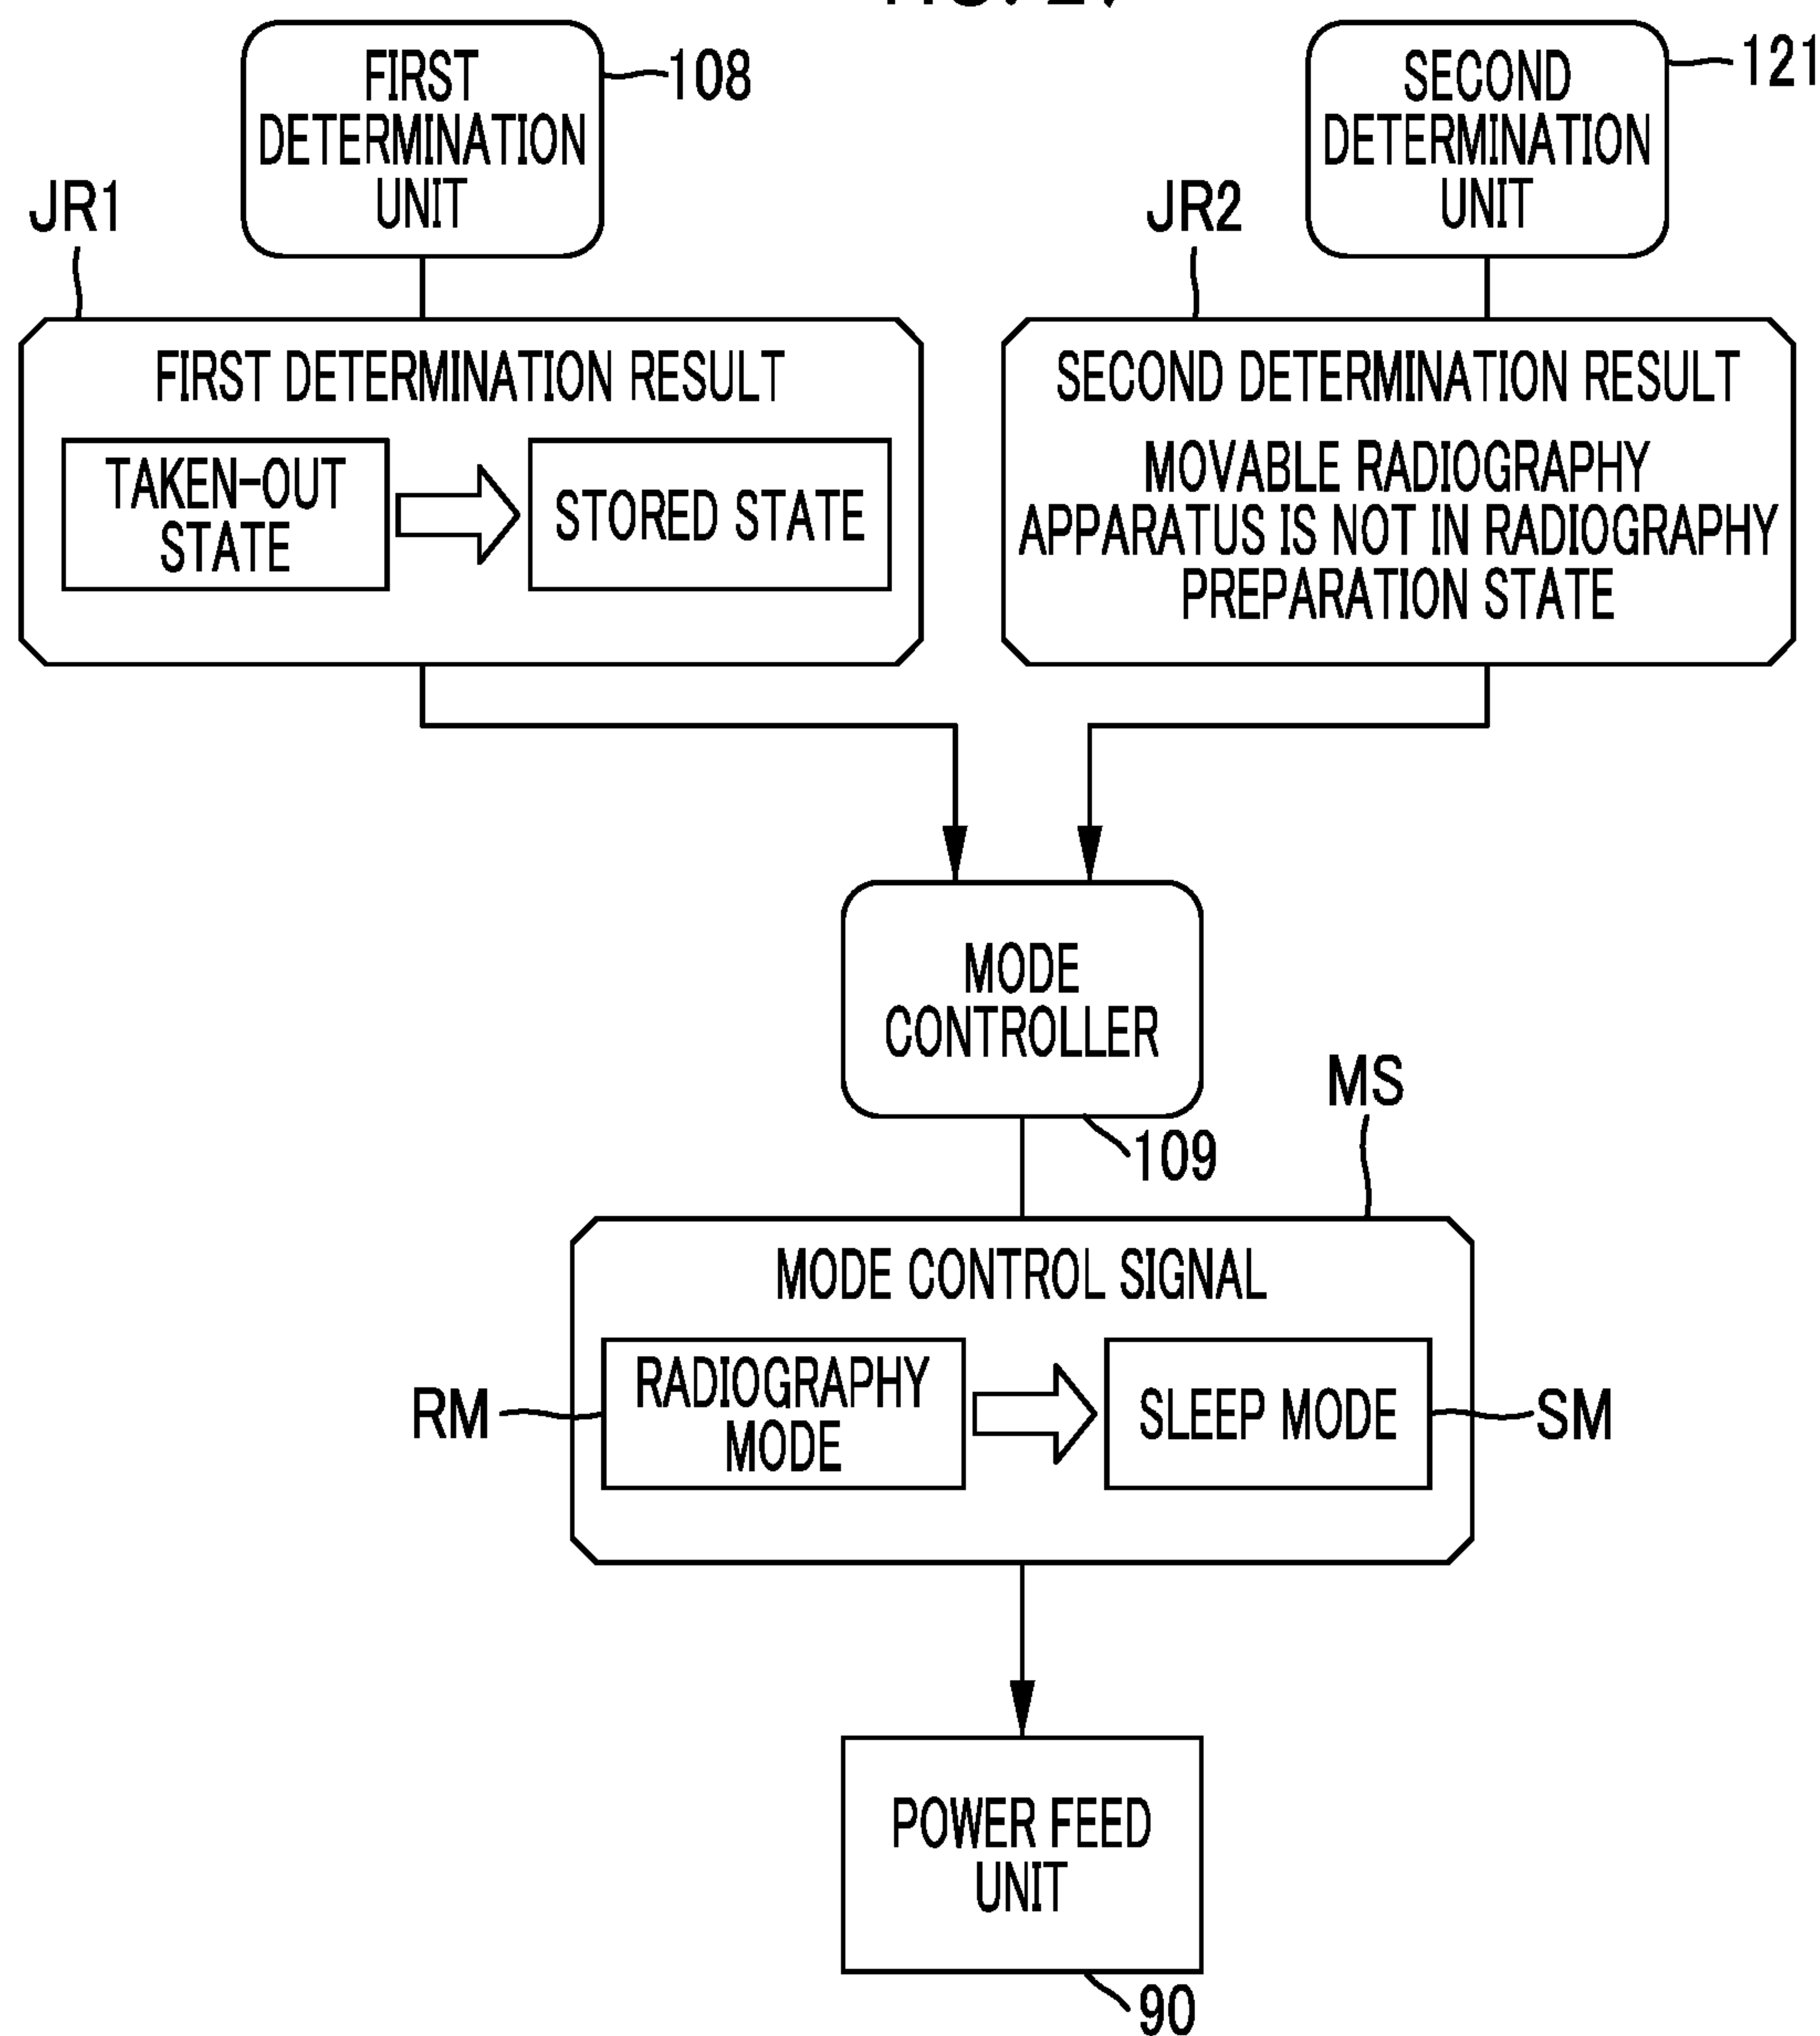 FIRST
DETERMINATION
UNIT
108
SECOND
DETERMINATION
UNIT
121
JR1
JR2
FIRST DETERMINATION RESULT
TAKEN-OUT
STATE
STORED STATE
SECOND DETERMINATION RESULT
MOVABLE RADIOGRAPHY
APPARATUS IS NOT IN RADIOGRAPHY
PREPARATION STATE
MODE
CONTROLLER
109
MS
MODE CONTROL SIGNAL
RM
RADIOGRAPHY
MODE
SLEEP MODE
SM
POWER FEED
UNIT
90